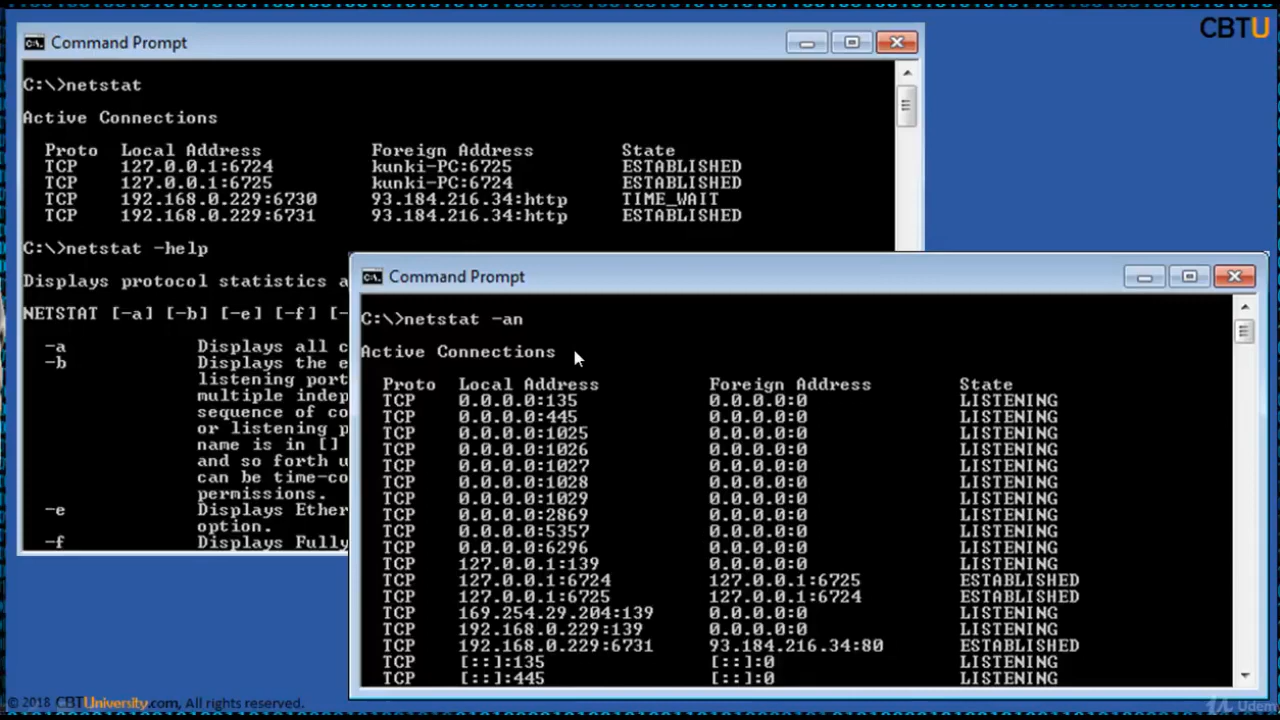 CBTU
Command Prompt
C:\>netstat
Active Connections
Proto Local Address Foreign Address State
TCP 127.0.0.1:6724 kunki-PC:6725 ESTABLISHED
TCP 127.0.0.1:6725 kunki-PC:6724 ESTABLISHED
TCP 192.168.0.229:6730 93.184.216.34:http TIME_WAIT
TCP 192.168.0.229:6731 93.184.216.34:http ESTABLISHED
C:\>netstat -help
Displays protocol statistics a
NETSTAT [-a] [-b] [-e] [-f] [-
-a Displays all c
-b Displays the e
listening port
multiple indep
sequence of co
or listening p
name is in []
and so forth u
can be time-co
permissions.
-e Displays Ether
option.
-f Displays Fully
Command Prompt
C:\>netstat -an
Active Connections
Proto Local Address Foreign Address State
TCP 0.0.0.0:135 0.0.0.0:0 LISTENING
TCP 0.0.0.0:445 0.0.0.0:0 LISTENING
TCP 0.0.0.0:1025 0.0.0.0:0 LISTENING
TCP 0.0.0.0:1026 0.0.0.0:0 LISTENING
TCP 0.0.0.0:1027 0.0.0.0:0 LISTENING
TCP 0.0.0.0:1028 0.0.0.0:0 LISTENING
TCP 0.0.0.0:1029 0.0.0.0:0 LISTENING
TCP 0.0.0.0:2869 0.0.0.0:0 LISTENING
TCP 0.0.0.0:5357 0.0.0.0:0 LISTENING
TCP 0.0.0.0:6296 0.0.0.0:0 LISTENING
TCP 127.0.0.1:139 0.0.0.0:0 LISTENING
TCP 127.0.0.1:6724 127.0.0.1:6725 ESTABLISHED
TCP 127.0.0.1:6725 127.0.0.1:6724 ESTABLISHED
TCP 169.254.29.204:139 0.0.0.0:0 LISTENING
TCP 192.168.0.229:139 0.0.0.0:0 LISTENING
TCP 192.168.0.229:6731 93.184.216.34:80 ESTABLISHED
TCP [::]:135 [::]:0 LISTENING
TCP [::]:445 [::]:0 LISTENING
© 2018 CBTUniversity.com, All rights reserved.
Udem